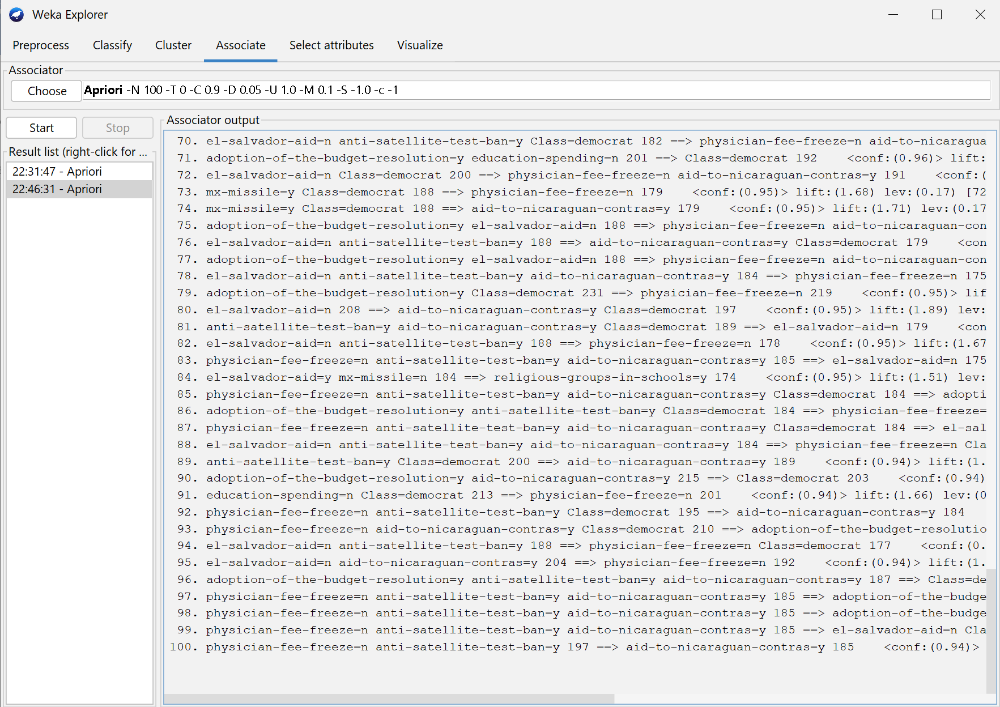 Weka Explorer
Preprocess Classify Cluster Associate Select attributes Visualize
Associator
Choose Apriori -N 100 -T 0 -C 0.9 -D 0.05 -U 1.0 -M 0.1 -S -1.0 -c -1
Start Stop
Result list (right-click for ...
22:31:47 - Apriori
22:46:31 - Apriori
Associator output
70. el-salvador-aid=n anti-satellite-test-ban=y Class=democrat 182 ==> physician-fee-freeze=n aid-to-nicaragua
71. adoption-of-the-budget-resolution=y education-spending=n 201 ==> Class=democrat 192 <conf:(0.96)> lift:
72. el-salvador-aid=n Class=democrat 200 ==> physician-fee-freeze=n aid-to-nicaraguan-contras=y 191 <conf:(
73. mx-missile=y Class=democrat 188 ==> physician-fee-freeze=n 179 <conf:(0.95)> lift:(1.68) lev:(0.17) [72
74. mx-missile=y Class=democrat 188 ==> aid-to-nicaraguan-contras=y 179 <conf:(0.95)> lift:(1.71) lev:(0.17
75. adoption-of-the-budget-resolution=y el-salvador-aid=n 188 ==> physician-fee-freeze=n aid-to-nicaraguan-con
76. el-salvador-aid=n anti-satellite-test-ban=y 188 ==> aid-to-nicaraguan-contras=y Class=democrat 179 <con
77. adoption-of-the-budget-resolution=y el-salvador-aid=n 188 ==> physician-fee-freeze=n aid-to-nicaraguan-con
78. el-salvador-aid=n anti-satellite-test-ban=y aid-to-nicaraguan-contras=y 184 ==> physician-fee-freeze=n 175
79. adoption-of-the-budget-resolution=y Class=democrat 231 ==> physician-fee-freeze=n 219 <conf:(0.95)> lif
80. el-salvador-aid=n 208 ==> aid-to-nicaraguan-contras=y Class=democrat 197 <conf:(0.95)> lift:(1.89) lev:
81. anti-satellite-test-ban=y aid-to-nicaraguan-contras=y Class=democrat 189 ==> el-salvador-aid=n 179 <con
82. el-salvador-aid=n anti-satellite-test-ban=y 188 ==> physician-fee-freeze=n 178 <conf:(0.95)> lift:(1.67
83. physician-fee-freeze=n anti-satellite-test-ban=y aid-to-nicaraguan-contras=y 185 ==> el-salvador-aid=n 175
84. el-salvador-aid=y mx-missile=n 184 ==> religious-groups-in-schools=y 174 <conf:(0.95)> lift:(1.51) lev:
85. physician-fee-freeze=n anti-satellite-test-ban=y aid-to-nicaraguan-contras=y Class=democrat 184 ==> adopti
86. adoption-of-the-budget-resolution=y anti-satellite-test-ban=y Class=democrat 184 ==> physician-fee-freeze=
87. physician-fee-freeze=n anti-satellite-test-ban=y aid-to-nicaraguan-contras=y Class=democrat 184 ==> el-sal
88. el-salvador-aid=n anti-satellite-test-ban=y aid-to-nicaraguan-contras=y 184 ==> physician-fee-freeze=n Cla
89. anti-satellite-test-ban=y Class=democrat 200 ==> aid-to-nicaraguan-contras=y 189 <conf:(0.94)> lift:(1.
90. adoption-of-the-budget-resolution=y aid-to-nicaraguan-contras=y 215 ==> Class=democrat 203 <conf:(0.94)
91. education-spending=n Class=democrat 213 ==> physician-fee-freeze=n 201 <conf:(0.94)> lift:(1.66) lev:(0
92. physician-fee-freeze=n anti-satellite-test-ban=y Class=democrat 195 ==> aid-to-nicaraguan-contras=y 184
93. physician-fee-freeze=n aid-to-nicaraguan-contras=y Class=democrat 210 ==> adoption-of-the-budget-resolutio
94. el-salvador-aid=n anti-satellite-test-ban=y 188 ==> physician-fee-freeze=n Class=democrat 177 <conf:(0.
95. el-salvador-aid=n aid-to-nicaraguan-contras=y 204 ==> physician-fee-freeze=n 192 <conf:(0.94)> lift:(1.
96. adoption-of-the-budget-resolution=y anti-satellite-test-ban=y aid-to-nicaraguan-contras=y 187 ==> Class=de
97. physician-fee-freeze=n anti-satellite-test-ban=y aid-to-nicaraguan-contras=y 185 ==> adoption-of-the-budge
98. physician-fee-freeze=n anti-satellite-test-ban=y aid-to-nicaraguan-contras=y 185 ==> adoption-of-the-budge
99. physician-fee-freeze=n anti-satellite-test-ban=y aid-to-nicaraguan-contras=y 185 ==> el-salvador-aid=n Cla
100. physician-fee-freeze=n anti-satellite-test-ban=y 197 ==> aid-to-nicaraguan-contras=y 185 <conf:(0.94)>